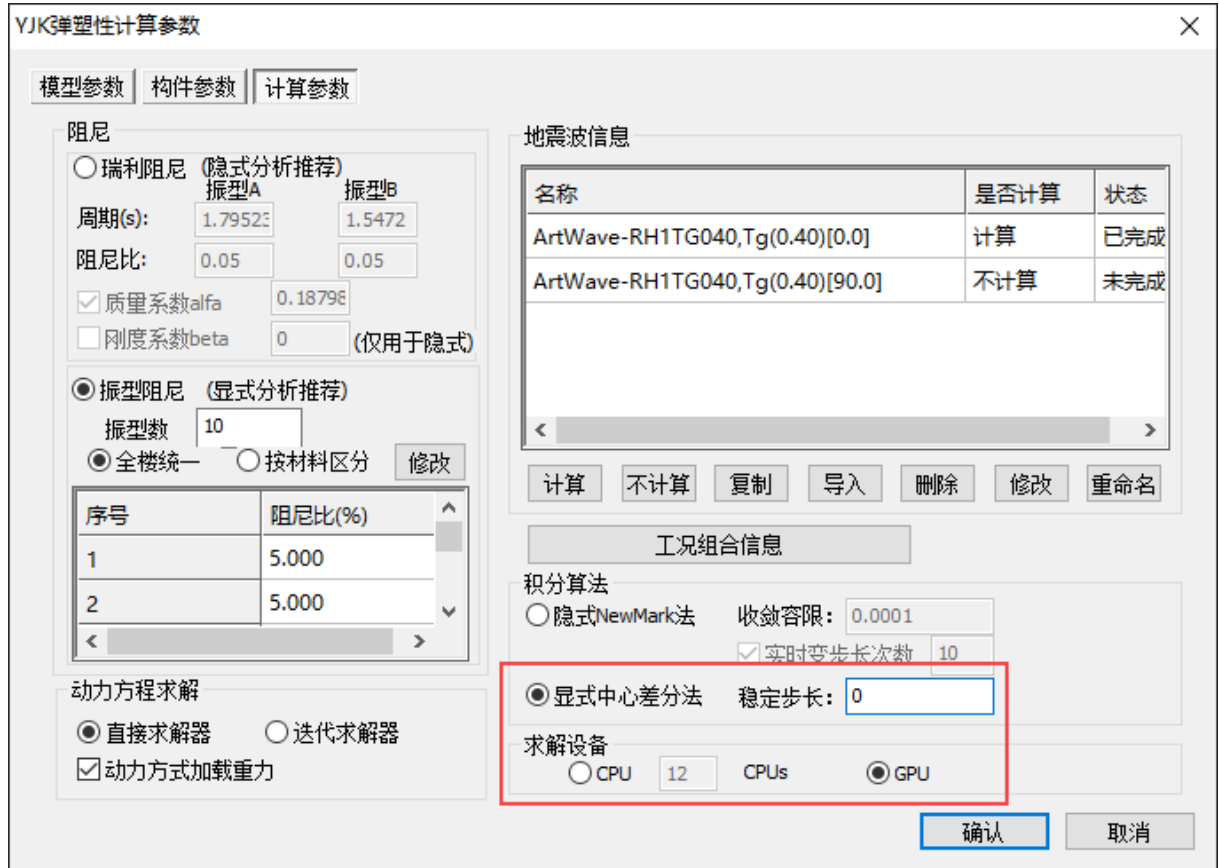 YJK弹塑性计算参数
模型参数 构件参数 计算参数
阻尼
瑞利阻尼 (隐式分析推荐)
振型A 振型B
周期(s): 1.79523 1.5472
阻尼比: 0.05 0.05
质量系数alfa 0.18798
刚度系数beta 0 (仅用于隐式)
振型阻尼 (显式分析推荐)
振型数 10
全楼统一 按材料区分 修改
序号 阻尼比(%)
1 5.000
2 5.000
动力方程求解
直接求解器 迭代求解器
动力方式加载重力
地震波信息
名称 是否计算 状态
ArtWave-RH1TG040,Tg(0.40)[0.0] 计算 已完成
ArtWave-RH1TG040,Tg(0.40)[90.0] 不计算 未完成
计算 不计算 复制 导入 删除 修改 重命名
工况组合信息
积分算法
隐式NewMark法 收敛容限: 0.0001
实时变步长次数 10
显式中心差分法 稳定步长: 0
求解设备
CPU 12 CPUs GPU
确认 取消